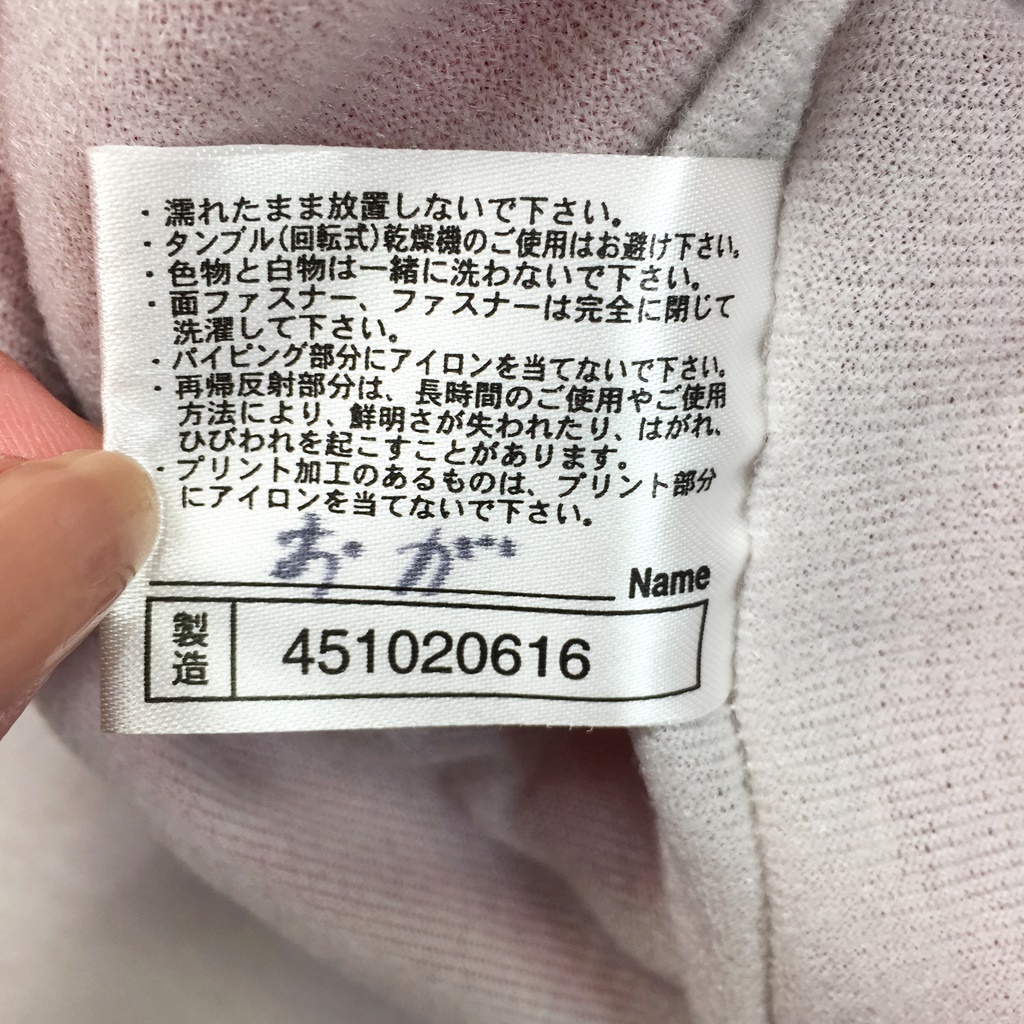 ・濡れたまま放置しないで下さい。
・タンブル(回転式)乾燥機のご使用はお避け下さい。
・色物と白物は一緒に洗わないで下さい。
・面ファスナー、ファスナーは完全に閉じて
洗濯して下さい。
・パイピング部分にアイロンを当てないで下さい。
・再帰反射部分は、長時間のご使用やご使用
方法により、鮮明さが失われたり、はがれ、
ひびわれを起こすことがあります。
・プリント加工のあるものは、プリント部分
にアイロンを当てないで下さい。
おがい
Name
製造 451020616